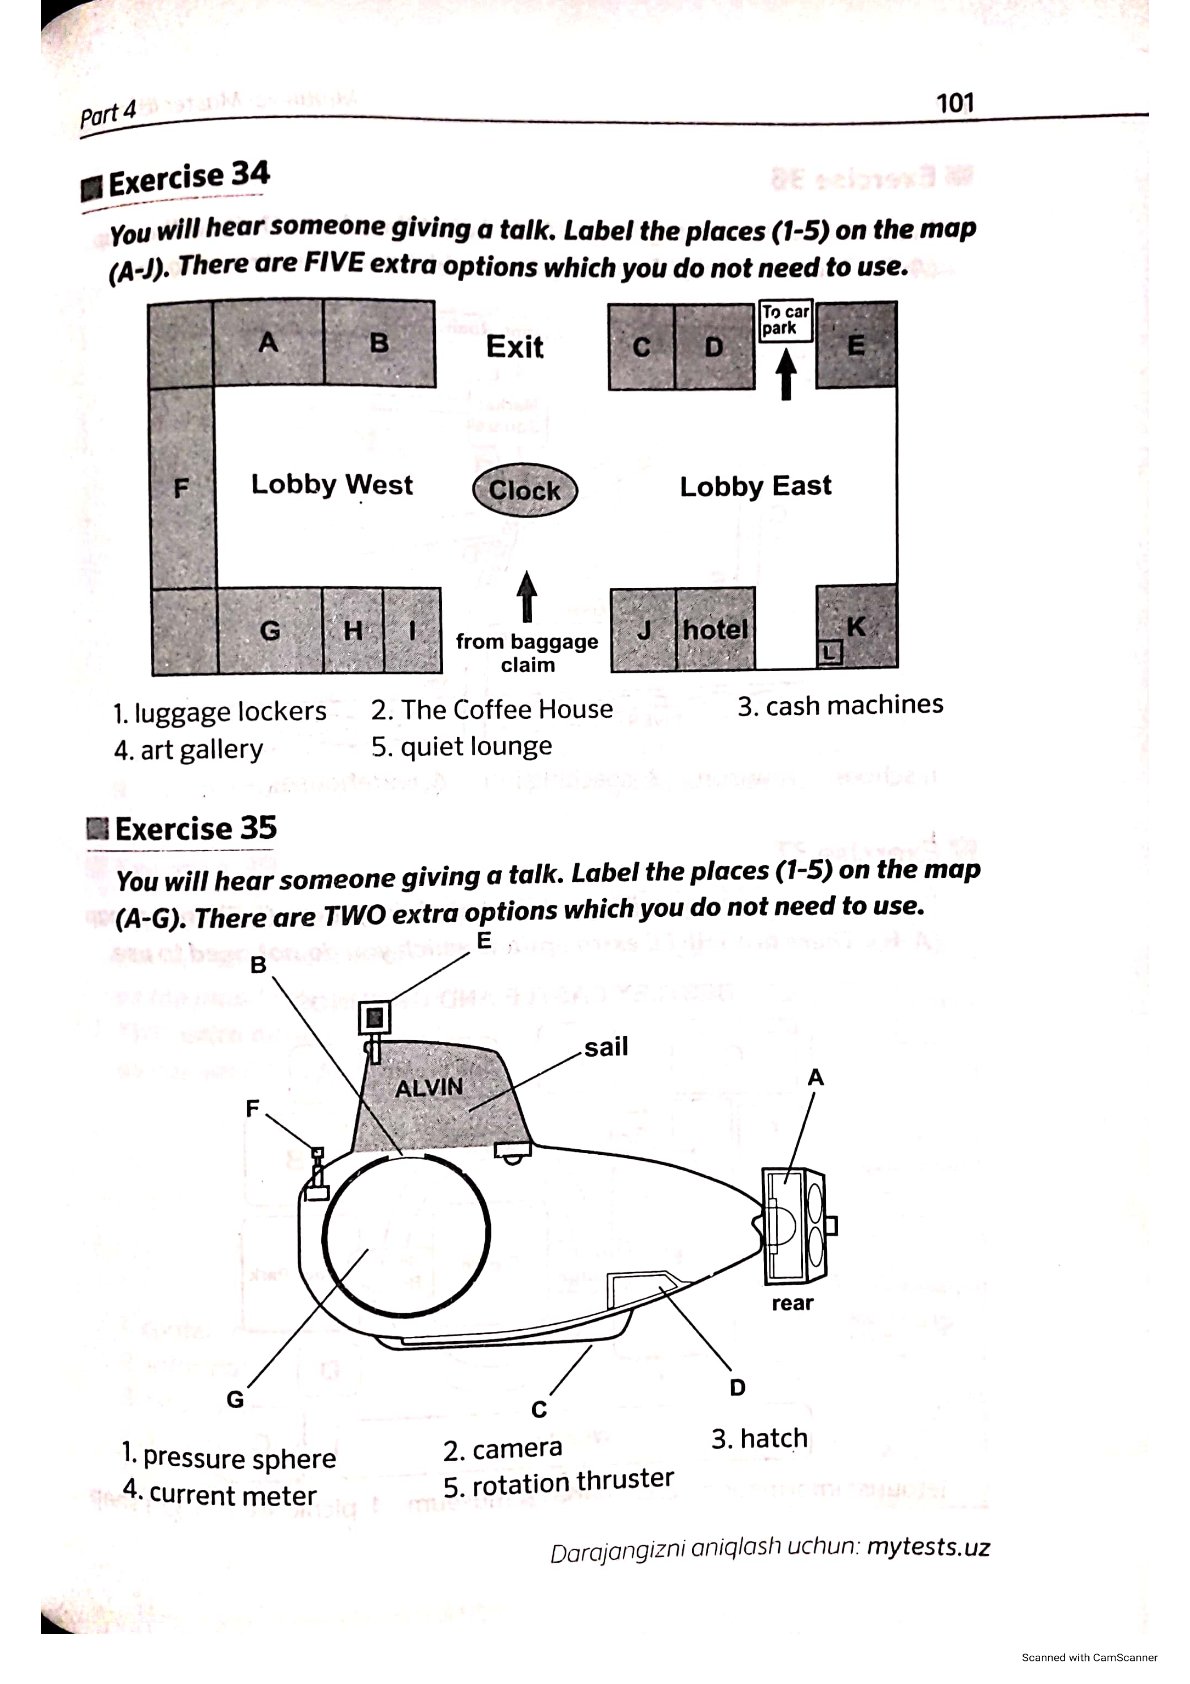 Part 4
101
Exercise 34
You will hear someone giving a talk. Label the places (1-5) on the map
(A-J). There are FIVE extra options which you do not need to use.
A
B
Exit
C
D
To car
park
E
F
Lobby West
Clock
Lobby East
G
H
I
from baggage
claim
J
hotel
K
L
1. luggage lockers
2. The Coffee House
3. cash machines
4. art gallery
5. quiet lounge
Exercise 35
You will hear someone giving a talk. Label the places (1-5) on the map
(A-G). There are TWO extra options which you do not need to use.
E
B
sail
ALVIN
A
F
rear
G
C
D
1. pressure sphere
2. camera
3. hatch
4. current meter
5. rotation thruster
Darajangizni aniqlash uchun: mytests.uz
Scanned with CamScanner